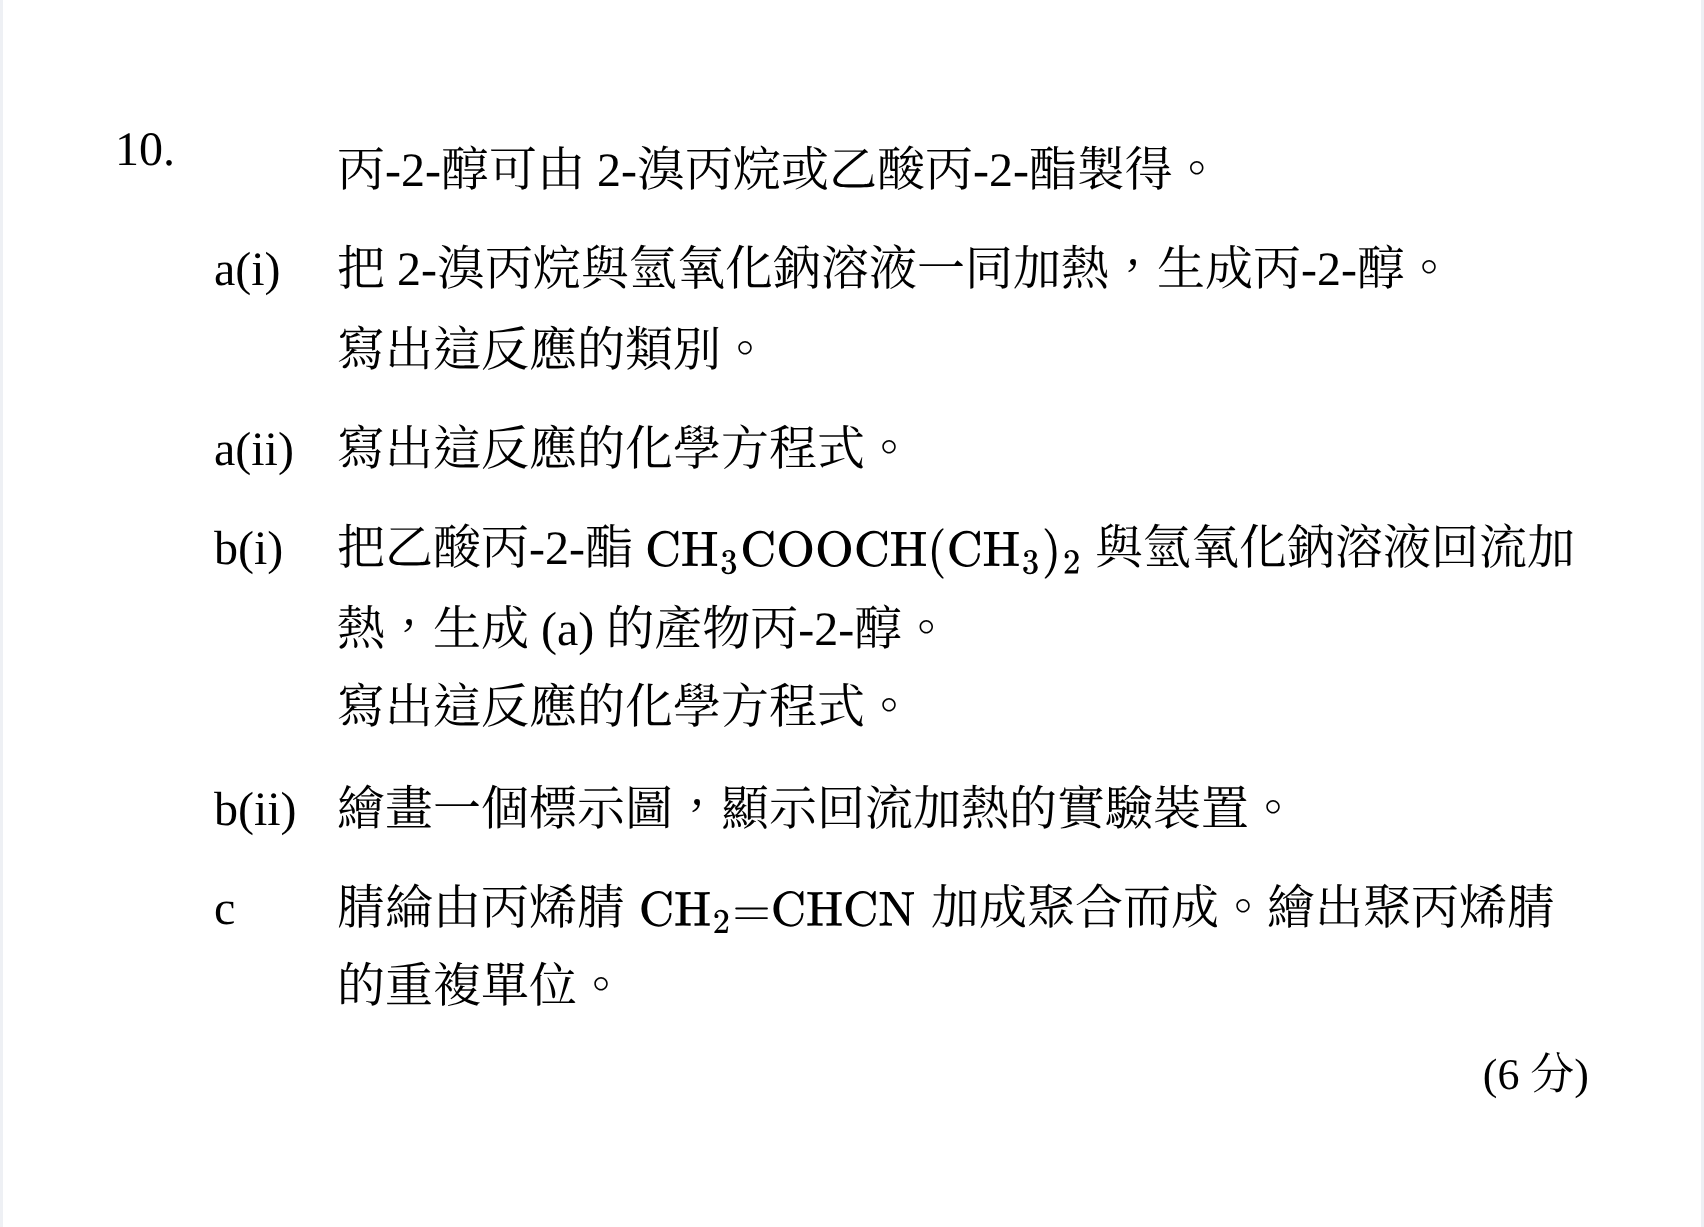 10. 丙-2-醇可由 2-溴丙烷或乙酸丙-2-酯製得。
a(i) 把 2-溴丙烷與氫氧化鈉溶液一同加熱，生成丙-2-醇。
寫出這反應的類別。
a(ii) 寫出這反應的化學方程式。
b(i) 把乙酸丙-2-酯 CH₃COOCH(CH₃)₂ 與氫氧化鈉溶液回流加
熱，生成 (a) 的產物丙-2-醇。
寫出這反應的化學方程式。
b(ii) 繪畫一個標示圖，顯示回流加熱的實驗裝置。
c 腈綸由丙烯腈 CH₂=CHCN 加成聚合而成。繪出聚丙烯腈
的重複單位。
(6 分)